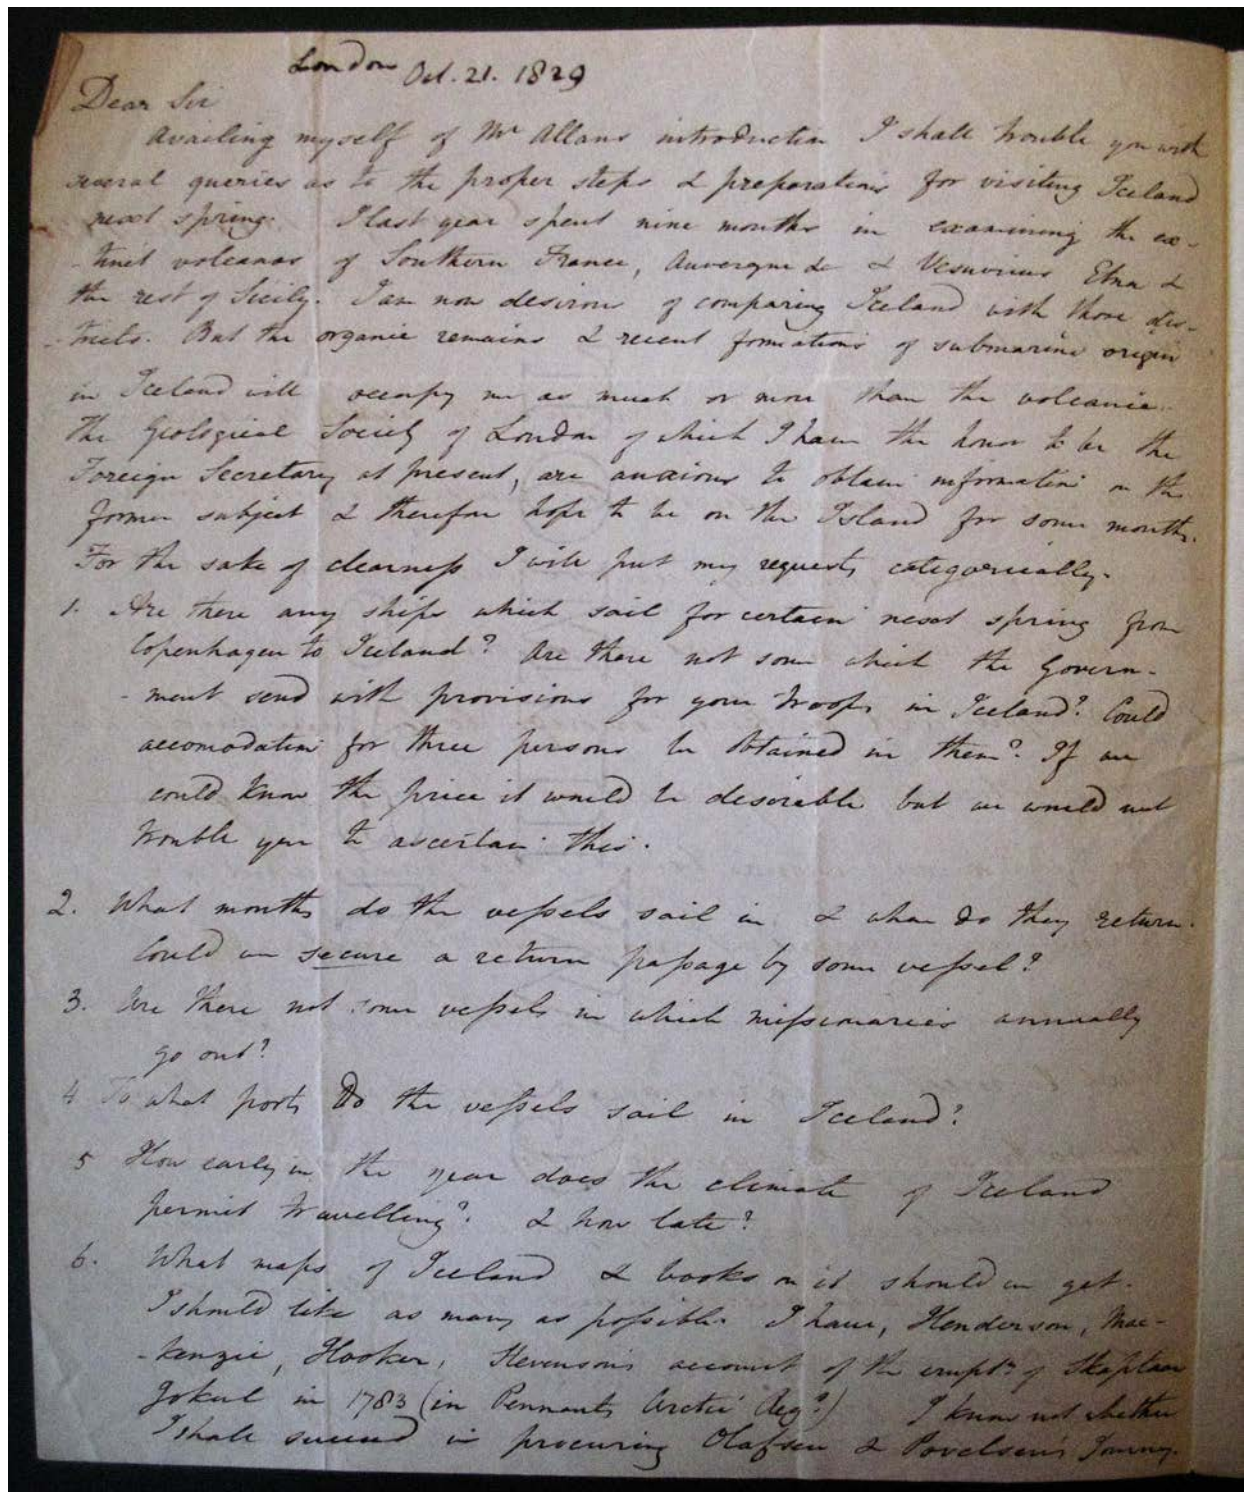 London Oct. 21. 1829
Dear Sir
Availing myself of Mr Allans introduction I shall trouble you with
several queries as to the proper steps & preparations for visiting Iceland
next spring. I last year spent nine months in examining the ex-
-tinct volcanos of Southern France, Auvergne &c & Vesuvius Etna &
the rest of Sicily. I am now desirous of comparing Iceland with those dis-
-tricts. But the organic remains & recent formations of submarine origin
in Iceland will occupy me as much or more than the volcanic.
The Geological Society of London of which I have the honor to be the
Foreign Secretary at present, are anxious to obtain information on the
former subject & therefore hope to be on the Island for some months.
For the sake of clearness I will put my requests categorically.
1. Are there any ships which sail for certain next spring from
Copenhagen to Iceland? Are there not some which the Govern-
-ment send with provisions for your troops in Iceland? Could
accomodation for three persons be obtained in them? If we
could know the price it would be desirable but we would not
trouble you to ascertain this.
2. What months do the vessels sail in & when do they return.
Could we secure a return passage by some vessel?
3. Are there not some vessels in which missionaries annually
go out?
4 To what ports do the vessels sail in Iceland?
5 How early in the year does the climate of Iceland
permit travelling? & how late?
6. What maps of Iceland & books on it should we get.
I should like as many as possible. I have, Henderson, Mac-
-kenzie, Hooker, Stevenson's account of the erupt.n of Skaptaar
Jokul in 1783 (in Pennants Arctic Reg.?) I know not whether
I shall succeed in procuring Olafsen & Povelsen's Journey.